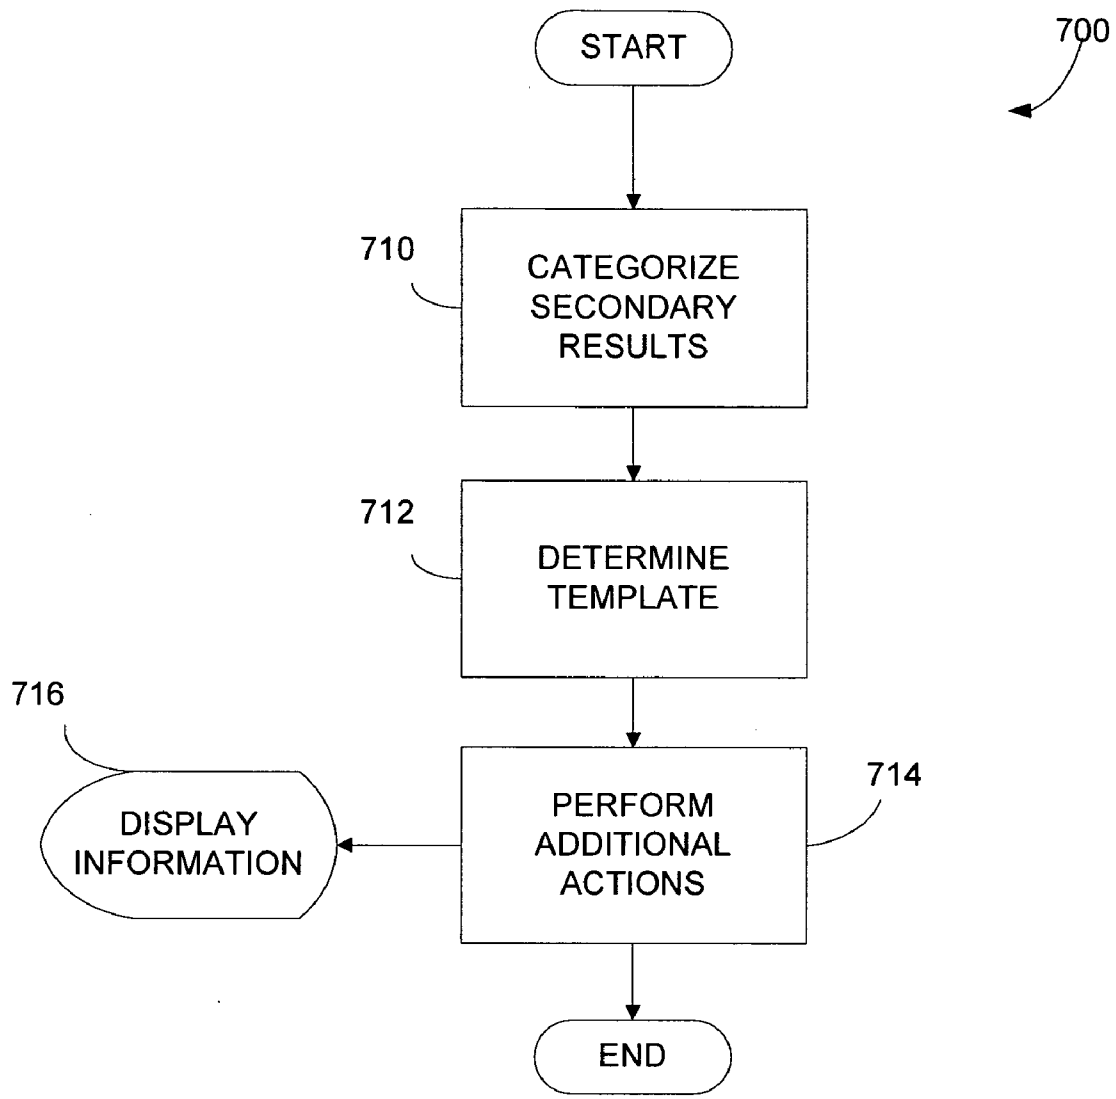 START
700
710
CATEGORIZE
SECONDARY
RESULTS
712
DETERMINE
TEMPLATE
716
DISPLAY
INFORMATION
PERFORM
ADDITIONAL
ACTIONS
714
END